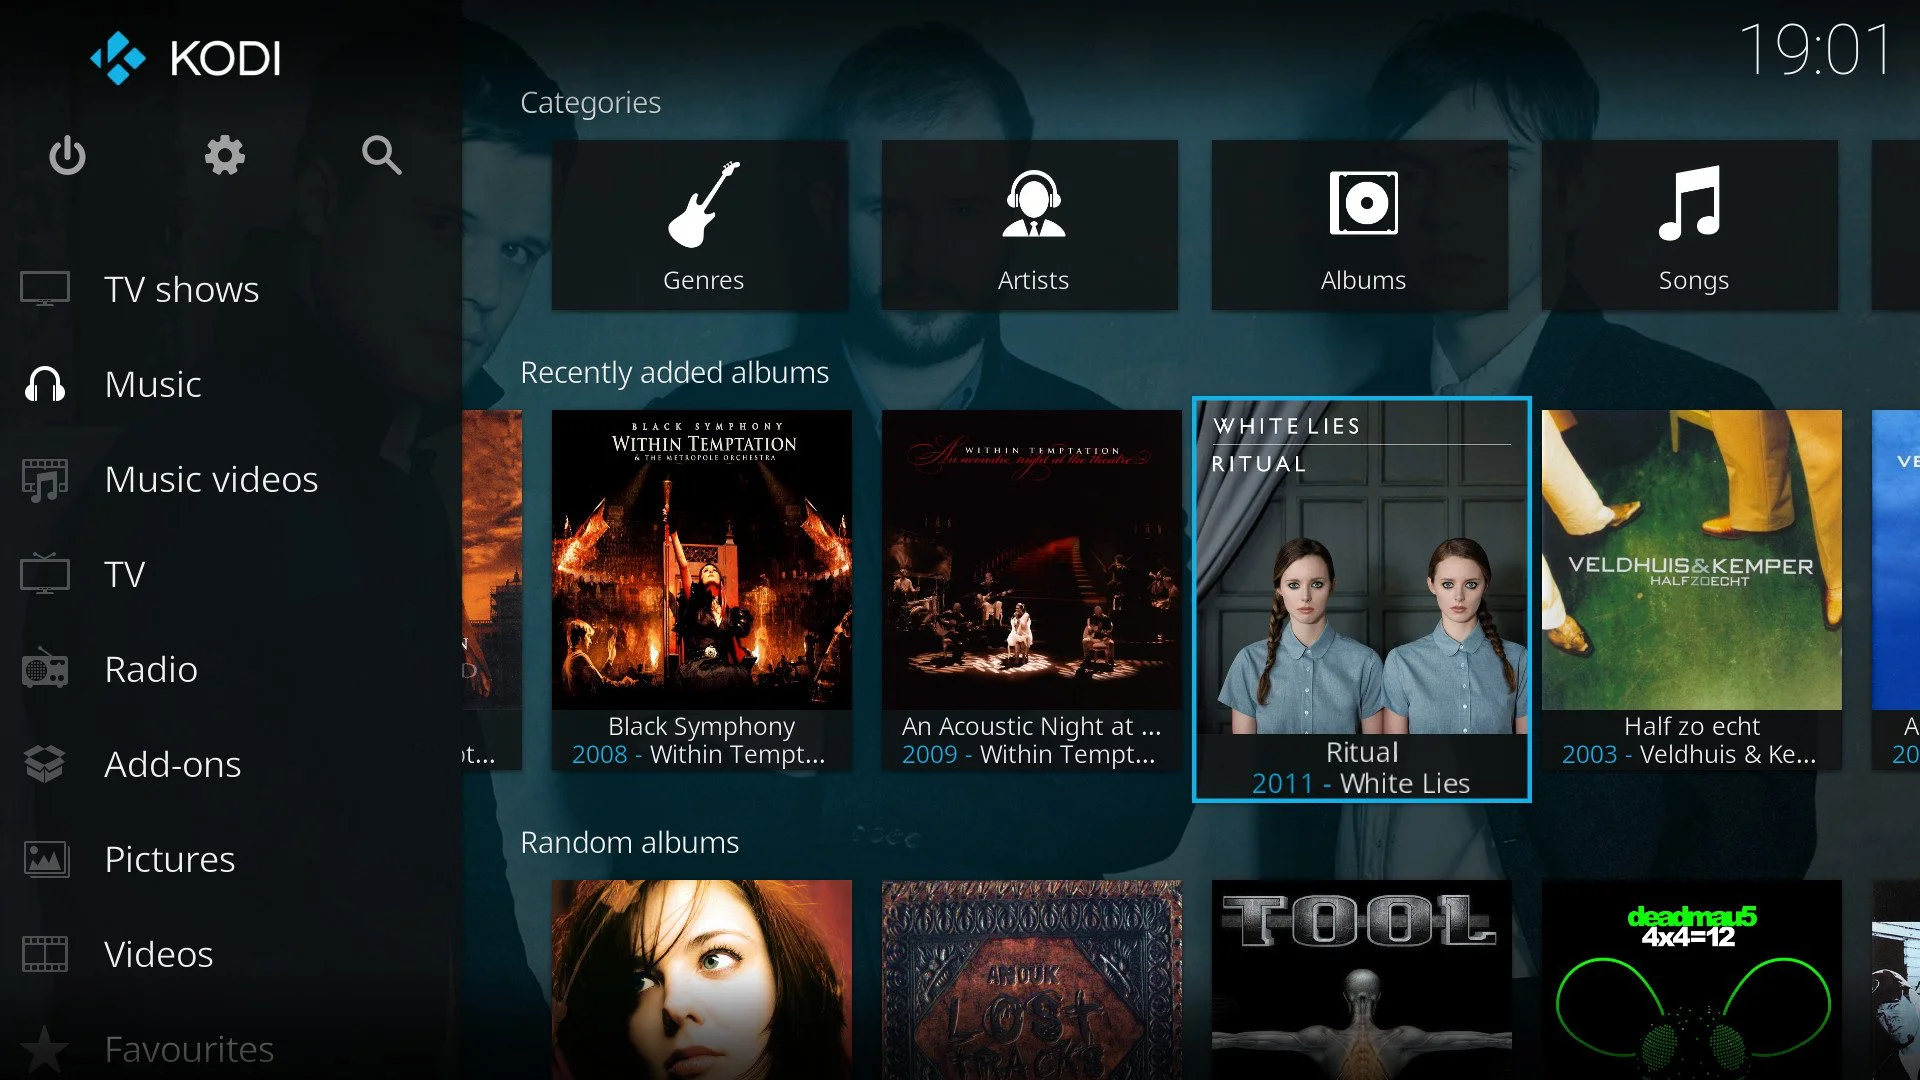 KODI
19:01
TV shows
Music
Music videos
TV
Radio
Add-ons
Pictures
Videos
Favourites
Categories
Genres
Artists
Albums
Songs
Recently added albums
BLACK SYMPHONY
WITHIN TEMPTATION
& THE METROPOLE ORCHESTRA
Black Symphony
2008 - Within Tempt...
WITHIN TEMPTATION
An acoustic night at the theatre
An Acoustic Night at ...
2009 - Within Tempt...
WHITE LIES
RITUAL
Ritual
2011 - White Lies
VELDHUIS&KEMPER
HALFZOECHT
Half zo echt
2003 - Veldhuis & Ke...
Random albums
ANOUK
LOST
TRACKS
TOOL
deadmau5
4x4=12